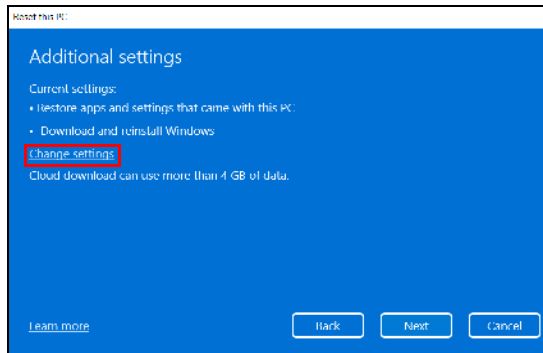 Reset this PC
Additional settings
Current settings:
• Restore apps and settings that came with this PC
• Download and reinstall Windows
Change settings
Cloud download can use more than 4 GB of data.
Learn more
Back
Next
Cancel